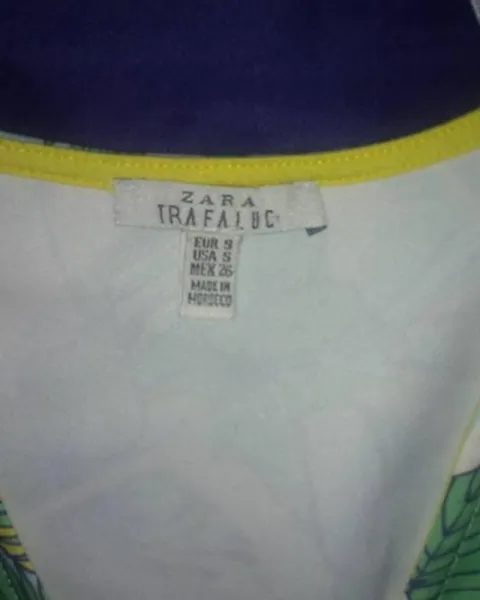 ZARA
TRAFALUC
EUR S
USA S
MEX 26
MADE IN
MOROCCO